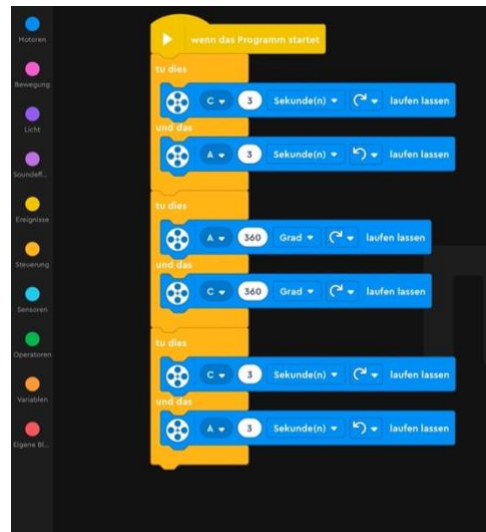 Motoren
Bewegung
Licht
Soundeff...
Ereignisse
Steuerung
Sensoren
Operatoren
Variablen
Eigene Bl...
wenn das Programm startet
tu dies
C 3 Sekunde(n) laufen lassen
und das
A 3 Sekunde(n) laufen lassen
tu dies
A 360 Grad laufen lassen
und das
C 360 Grad laufen lassen
tu dies
C 3 Sekunde(n) laufen lassen
und das
A 3 Sekunde(n) laufen lassen